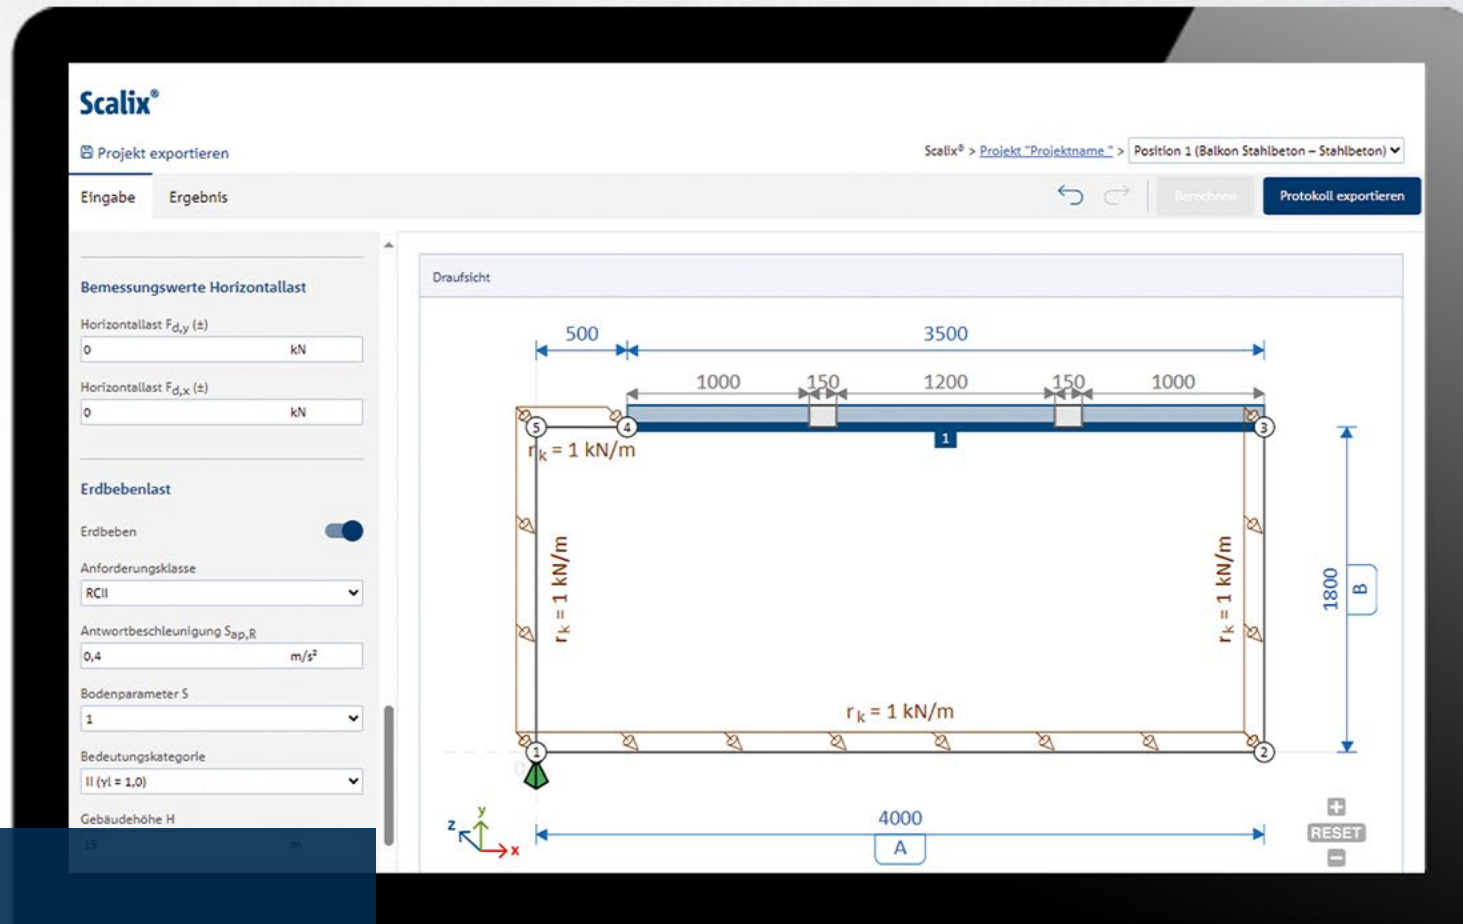 Scalix®
Projekt exportieren
Scalix® > Projekt "Projektname " > Position 1 (Balkon Stahlbeton – Stahlbeton)
Eingabe Ergebnis Berechnen Protokoll exportieren
Bemessungswerte Horizontallast
Horizontallast Fd,y (±)
0 kN
Horizontallast Fd,x (±)
0 kN
Erdbebenlast
Erdbeben
Anforderungsklasse
RCII
Antwortbeschleunigung Sap,R
0,4 m/s²
Bodenparameter S
1
Bedeutungskategorie
II (γI = 1,0)
Gebäudehöhe H
15 m
Draufsicht
500 3500
1000 150 1200 150 1000
5 4 3
1
rk = 1 kN/m
rk = 1 kN/m
rk = 1 kN/m
1800
B
rk = 1 kN/m
1 2
0
z y x
4000
A
RESET